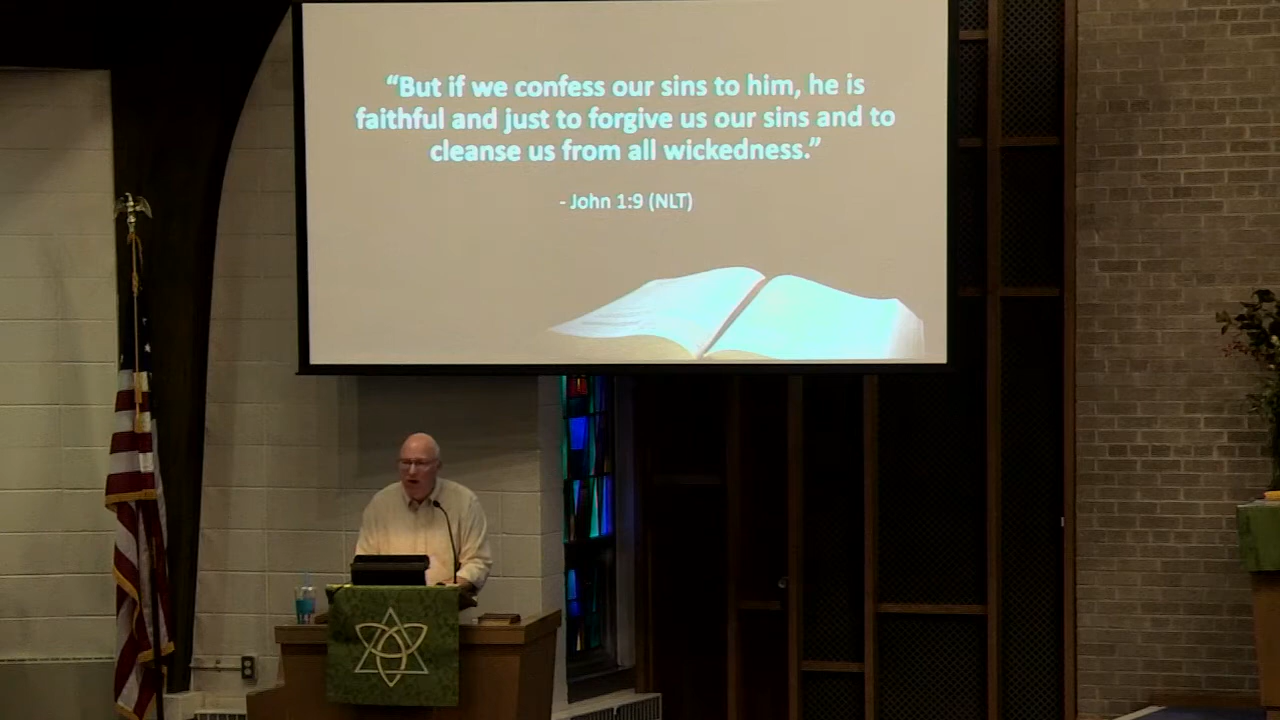 “But if we confess our sins to him, he is
faithful and just to forgive us our sins and to
cleanse us from all wickedness.”
- John 1:9 (NLT)